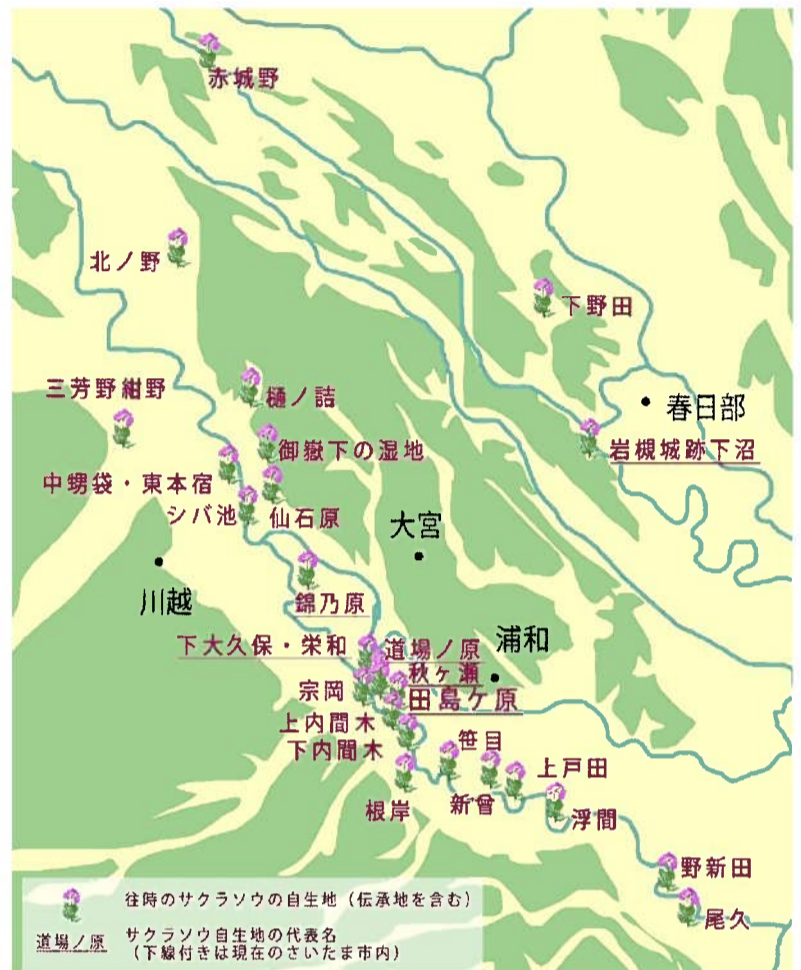 赤城野
北ノ野
下野田
三芳野紺野
樋ノ詰
春日部
御嶽下の湿地
岩槻城跡下沼
中甥袋・東本宿
シバ池
仙石原
大宮
川越
錦乃原
浦和
下大久保・栄和
道場ノ原
秋ヶ瀬
宗岡
田島ケ原
上内間木
下内間木
笹目
上戸田
根岸
新曾
浮間
野新田
尾久
往時のサクラソウの自生地（伝承地を含む）
道場ノ原
サクラソウ自生地の代表名
（下線付きは現在のさいたま市内）